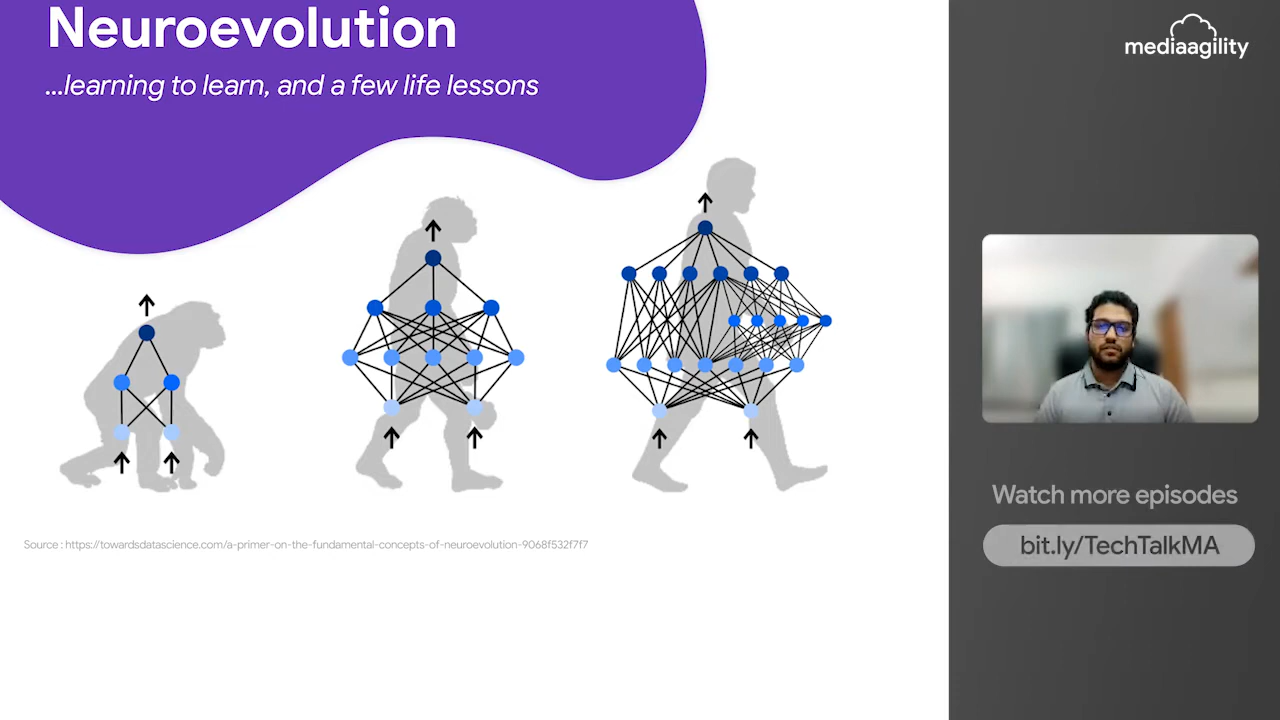 Neuroevolution
...learning to learn, and a few life lessons
Source : https://towardsdatascience.com/a-primer-on-the-fundamental-concepts-of-neuroevolution-9068f532f7f7
mediaagility
Watch more episodes
bit.ly/TechTalkMA